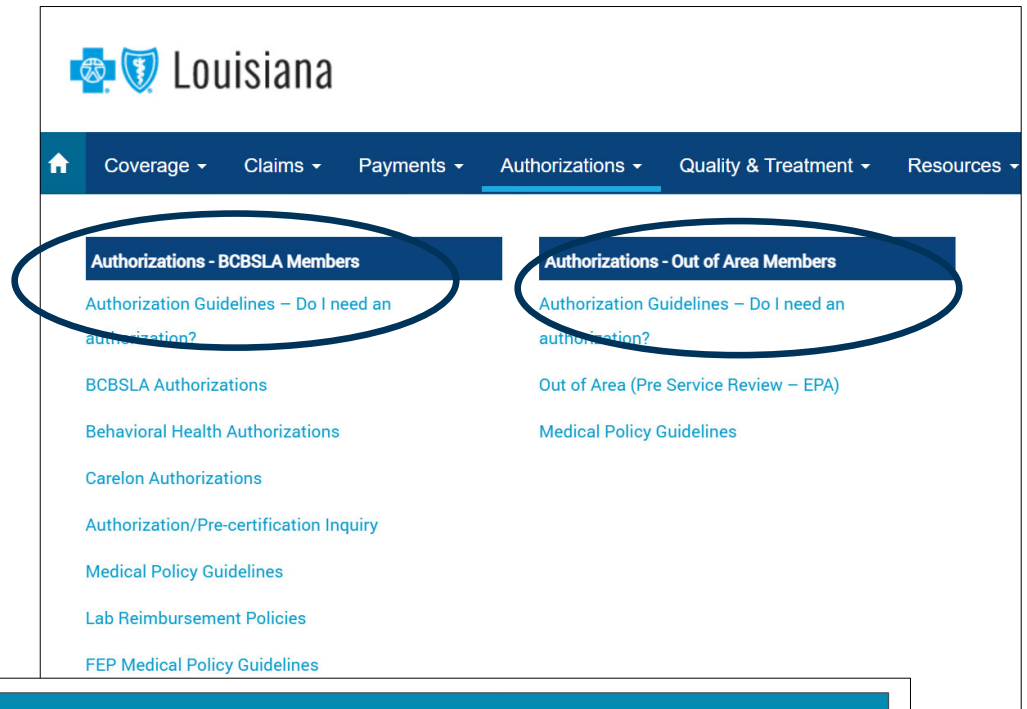 Louisiana
Coverage Claims Payments Authorizations Quality & Treatment Resources
Authorizations - BCBSLA Members
Authorization Guidelines – Do I need an
authorization?
BCBSLA Authorizations
Behavioral Health Authorizations
Carelon Authorizations
Authorization/Pre-certification Inquiry
Medical Policy Guidelines
Lab Reimbursement Policies
FEP Medical Policy Guidelines
Authorizations - Out of Area Members
Authorization Guidelines – Do I need an
authorization?
Out of Area (Pre Service Review – EPA)
Medical Policy Guidelines